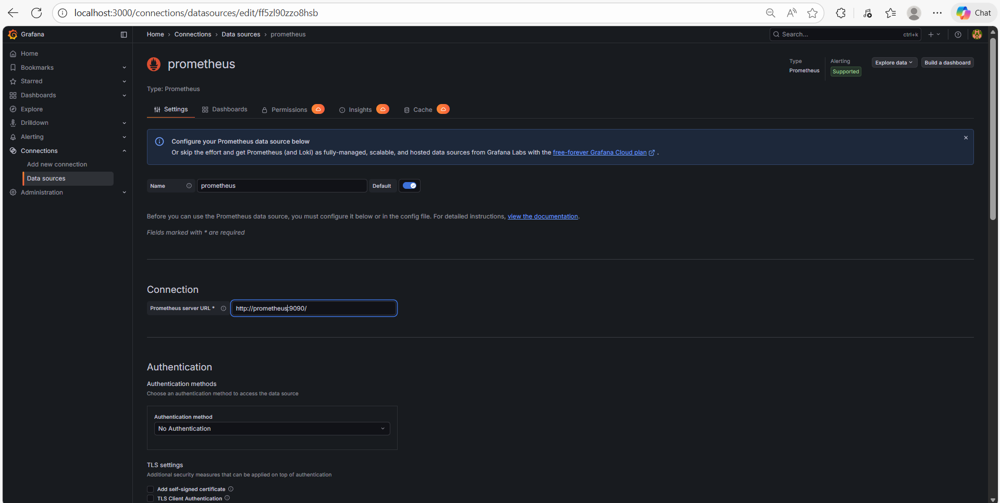 localhost:3000/connections/datasources/edit/ff5zl90zzo8hsb
Chat
Grafana
Home › Connections › Data sources › prometheus
Search...
ctrl+k
Home
Bookmarks
Starred
Dashboards
Explore
Drilldown
Alerting
Connections
Add new connection
Data sources
Administration
prometheus
Type
Prometheus
Alerting
Supported
Explore data
Build a dashboard
Type: Prometheus
Settings
Dashboards
Permissions
Insights
Cache
Configure your Prometheus data source below
Or skip the effort and get Prometheus (and Loki) as fully-managed, scalable, and hosted data sources from Grafana Labs with the free-forever Grafana Cloud plan .
Name
prometheus
Default
Before you can use the Prometheus data source, you must configure it below or in the config file. For detailed instructions, view the documentation.
Fields marked with * are required
Connection
Prometheus server URL *
http://prometheus:9090/
Authentication
Authentication methods
Choose an authentication method to access the data source
Authentication method
No Authentication
TLS settings
Additional security measures that can be applied on top of authentication
Add self-signed certificate
TLS Client Authentication